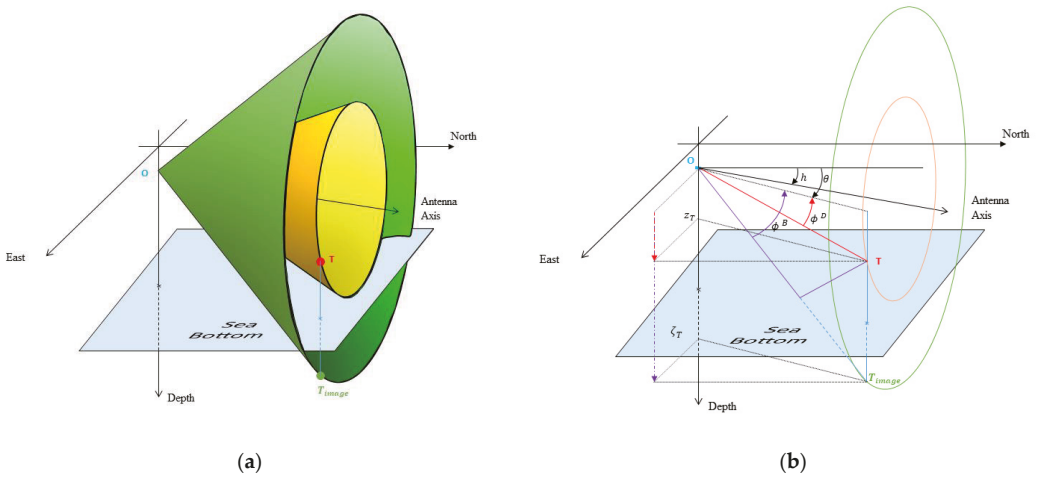 North
O
Antenna
Axis
T
East
Sea
Bottom
T_image
Depth
(a)
North
O
h
θ
Antenna
Axis
ϕ^B
ϕ^D
z_T
East
T
Sea
Bottom
ζ_T
T_image
Depth
(b)